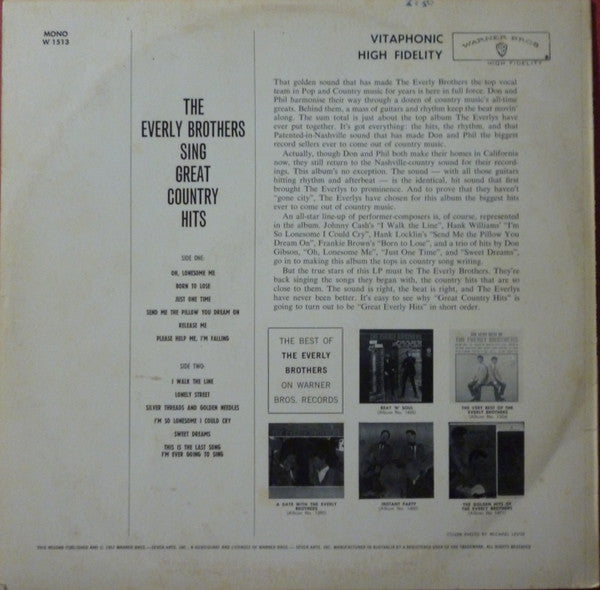 MONO
W 1513
VITAPHONIC
HIGH FIDELITY
WARNER BROS
HIGH FIDELITY
THE
EVERLY BROTHERS
SING
GREAT
COUNTRY
HITS
SIDE ONE:
OH, LONESOME ME
BORN TO LOSE
JUST ONE TIME
SEND ME THE PILLOW YOU DREAM ON
RELEASE ME
PLEASE HELP ME, I'M FALLING
SIDE TWO:
I WALK THE LINE
LONELY STREET
SILVER THREADS AND GOLDEN NEEDLES
I'M SO LONESOME I COULD CRY
SWEET DREAMS
THIS IS THE LAST SONG
I'M EVER GOING TO SING
That golden sound that has made The Everly Brothers the top vocal
team in Pop and Country music for years is here in full force. Don and
Phil harmonise their way through a dozen of country music's all-time
greats. Behind them, a mass of guitars and rhythm keep the beat movin'
along. The sum total is just about the top album The Everlys have
ever put together. It's got everything: the hits, the rhythm, and that
Patented-in-Nashville sound that has made Don and Phil the biggest
record sellers ever to come out of country music.
Actually, though Don and Phil both make their homes in California
now, they still return to the Nashville-country sound for their record-
ings. This album's no exception. The sound — with all those guitars
hitting rhythm and afterbeat — is the identical, hit sound that first
brought The Everlys to prominence. And to prove that they haven't
"gone city", The Everlys have chosen for this album the biggest hits
ever to come out of country music.
An all-star line-up of performer-composers is, of course, represented
in the album. Johnny Cash's "I Walk the Line", Hank Williams' "I'm
So Lonesome I Could Cry", Hank Locklin's "Send Me the Pillow You
Dream On", Frankie Brown's "Born to Lose", and a trio of hits by Don
Gibson, "Oh, Lonesome Me", "Just One Time", and "Sweet Dreams",
go in to making this album the tops in country song writing.
But the true stars of this LP must be The Everly Brothers. They're
back singing the songs they began with, the country hits that are so
close to them. The sound is right, the beat is right, and The Everlys
have never been better. It's easy to see why "Great Country Hits" is
going to turn out to be "Great Everly Hits" in short order.
THE BEST OF
THE EVERLY
BROTHERS
ON WARNER
BROS. RECORDS
BEAT 'N' SOUL
THE VERY BEST OF THE
EVERLY BROTHERS
A DATE WITH THE EVERLY
BROTHERS
INSTANT PARTY
THE GOLDEN HITS OF
THE EVERLY BROTHERS